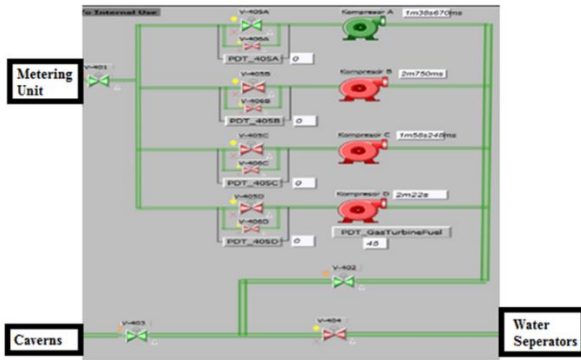 To Internal Use
V-405A
Kompresor A
1m38s670ms
V-406A
PDT_405A
0
V-401
Metering
Unit
V-405B
Kompresor B
2m750ms
V-406B
PDT_405B
0
V-405C
Kompresor C
1m58s248ms
V-406C
PDT_405C
0
V-405D
Kompresor D
2m22s
V-406D
PDT_405D
0
PDT_GasTurbineFuel
45
V-402
V-403
V-404
Caverns
Water
Seperators